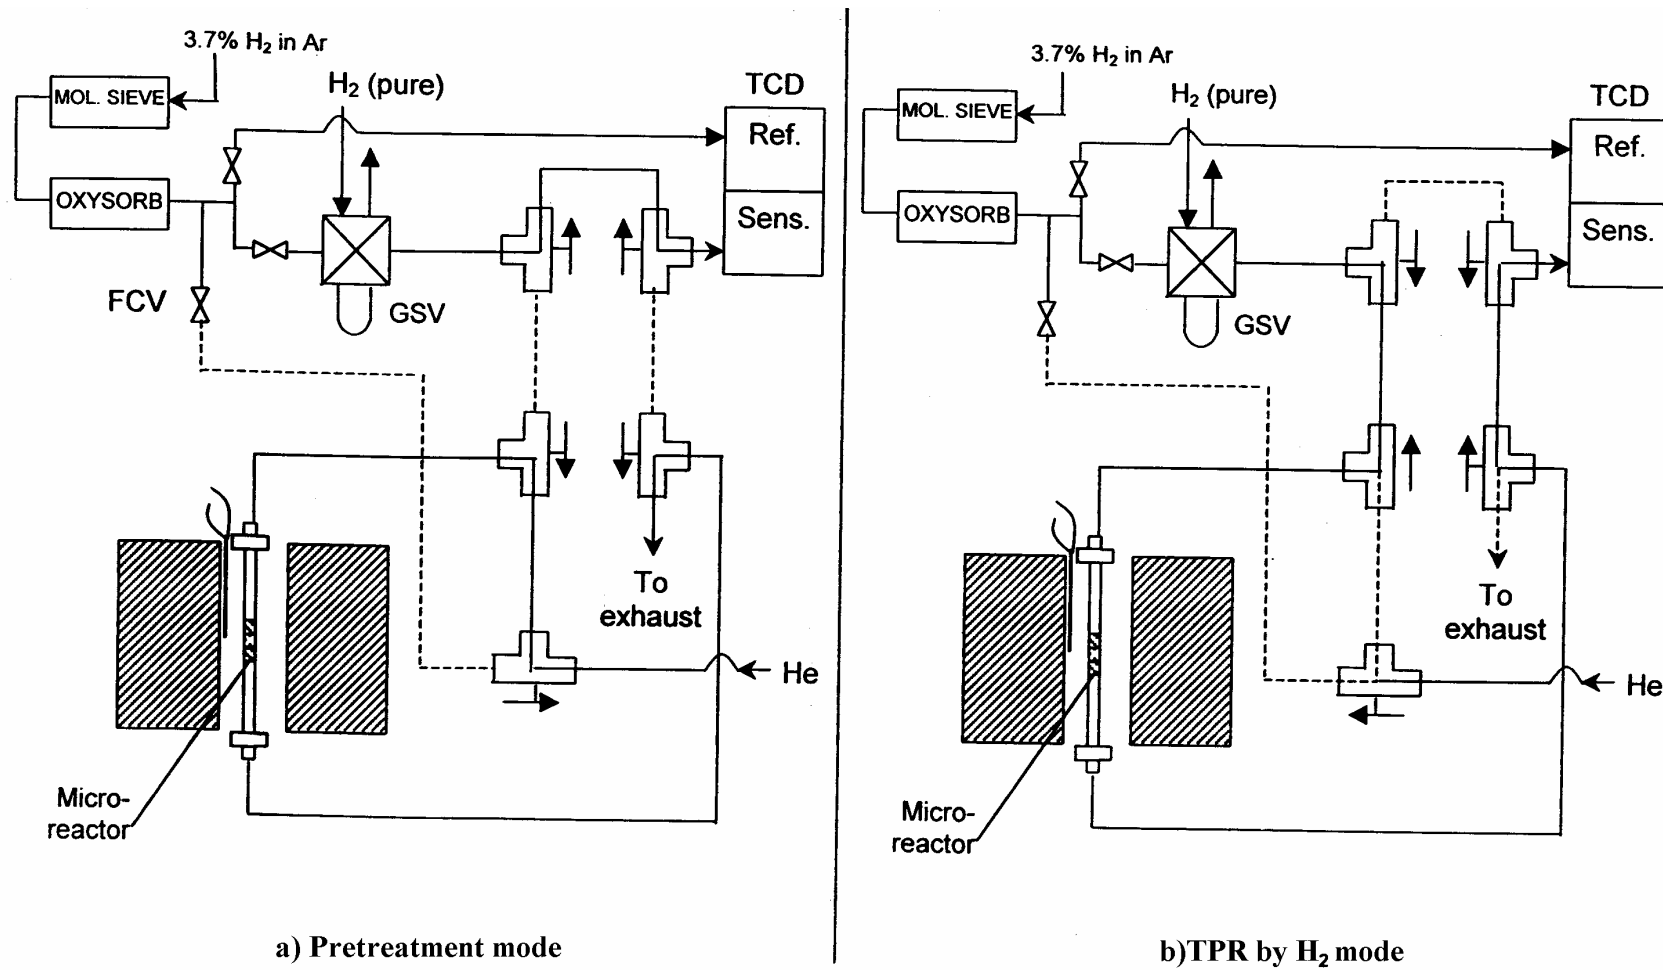 3.7% H₂ in Ar
MOL. SIEVE
H₂ (pure)
TCD
Ref.
OXYSORB
Sens.
FCV
GSV
To
exhaust
He
Micro-
reactor
a) Pretreatment mode
3.7% H₂ in Ar
MOL. SIEVE
H₂ (pure)
TCD
Ref.
OXYSORB
Sens.
GSV
To
exhaust
He
Micro-
reactor
b)TPR by H₂ mode